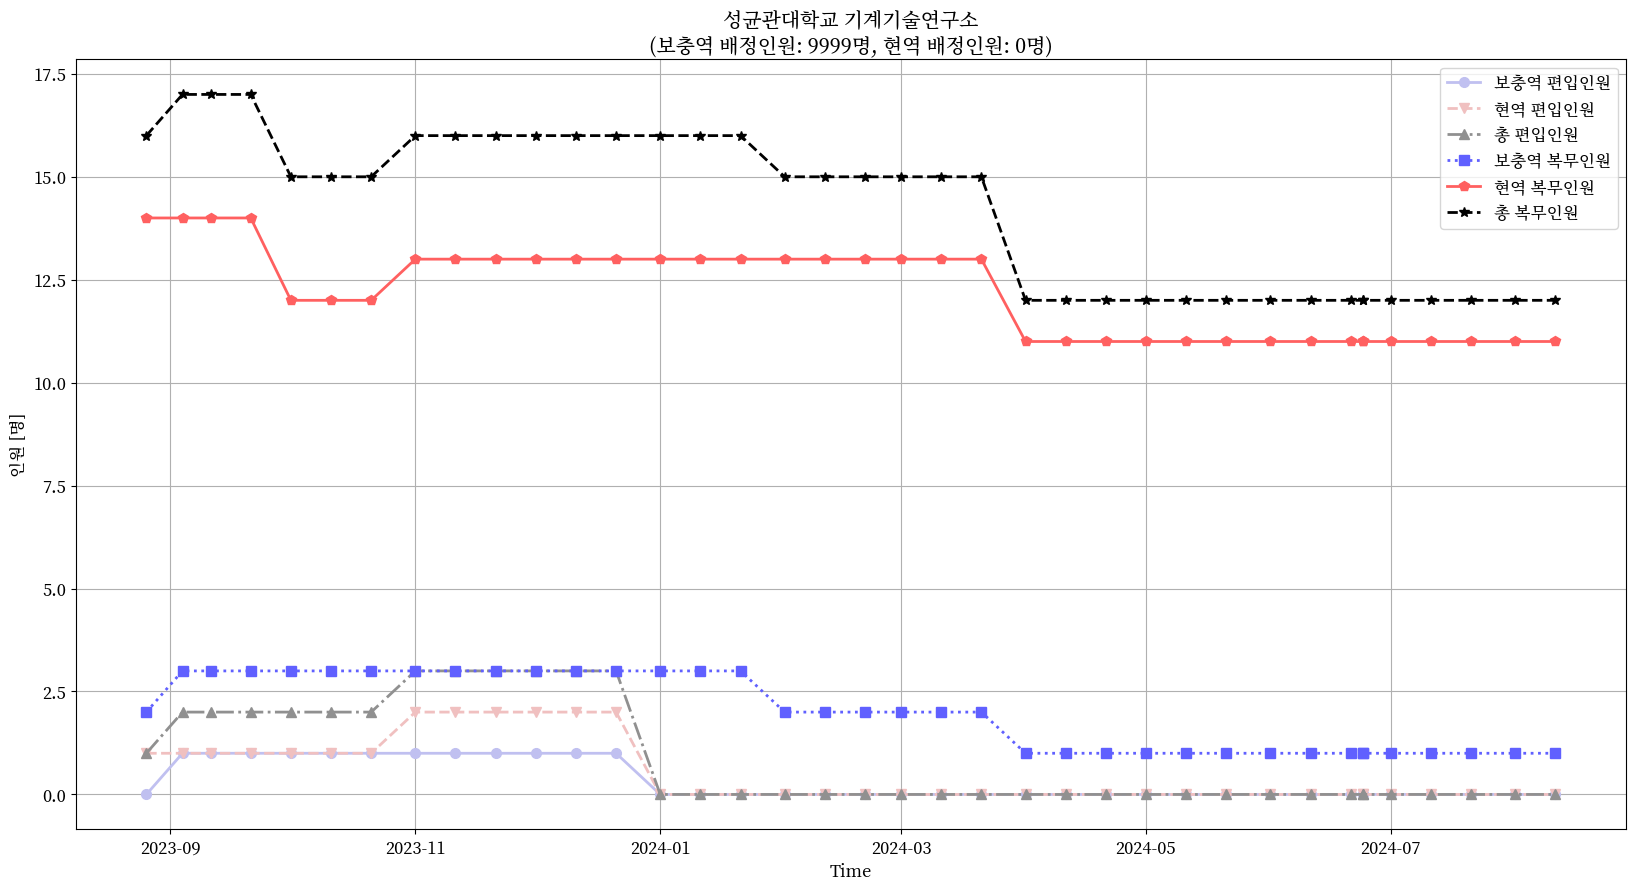 성균관대학교 기계기술연구소
(보충역 배정인원: 9999명, 현역 배정인원: 0명)
17.5
15.0
12.5
10.0
7.5
5.0
2.5
0.0
인원 [명]
보충역 편입인원
현역 편입인원
총 편입인원
보충역 복무인원
현역 복무인원
총 복무인원
2023-09
2023-11
2024-01
2024-03
2024-05
2024-07
Time